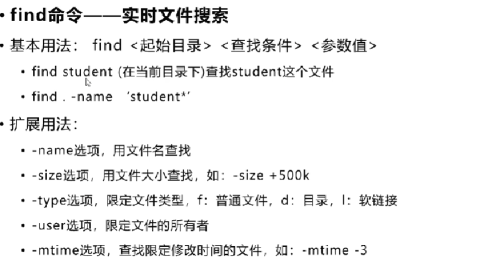 • find命令——实时文件搜索
• 基本用法： find <起始目录> <查找条件> <参数值>
• find student (在当前目录下)查找student这个文件
• find . -name ‘student*’
• 扩展用法：
• -name选项，用文件名查找
• -size选项，用文件大小查找，如：-size +500k
• -type选项，限定文件类型，f：普通文件，d：目录，l：软链接
• -user选项，限定文件的所有者
• -mtime选项，查找限定修改时间的文件，如：-mtime -3